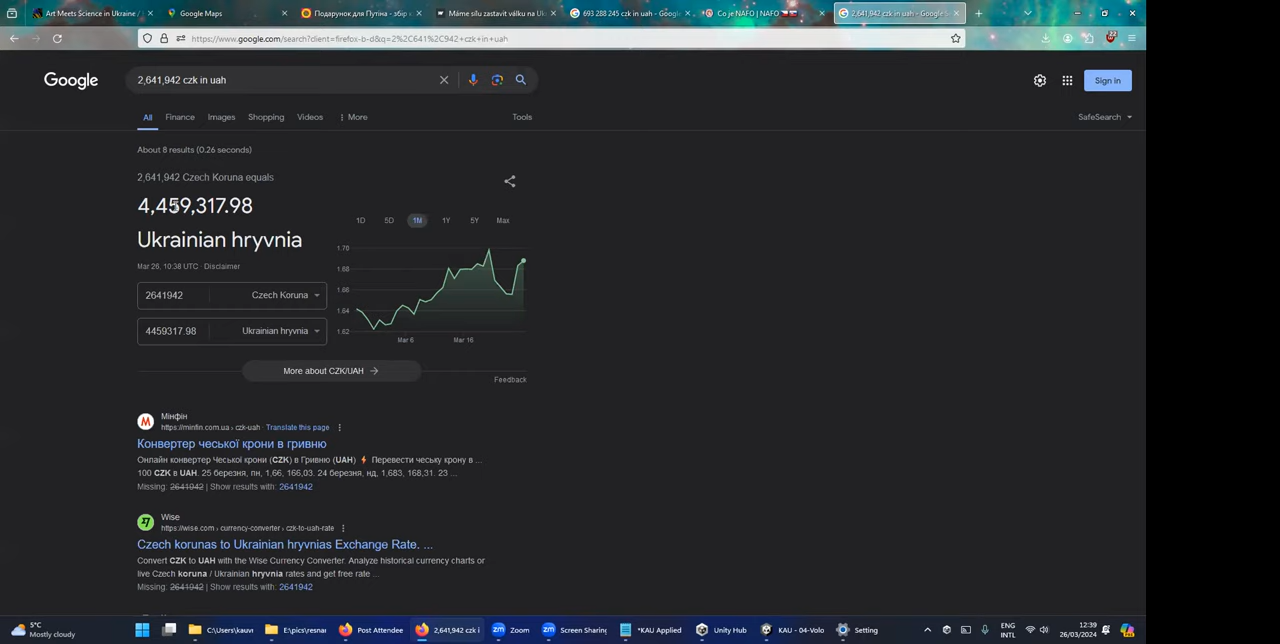 Art Meets Science in Ukraine /
Google Maps
Подарунок для Путіна - збір
Máme sílu zastavit válku na Uk
693 288 245 czk in uah - Google
Co je NAFO | NAFO
2,641,942 czk in uah - Google Se
https://www.google.com/search?client=firefox-b-d&q=2%2C641%2C942+czk+in+uah
22
Google
2,641,942 czk in uah
Sign in
All
Finance
Images
Shopping
Videos
More
Tools
SafeSearch
About 8 results (0.26 seconds)
2,641,942 Czech Koruna equals
4,459,317.98
Ukrainian hryvnia
Mar 26, 10:38 UTC · Disclaimer
1D
5D
1M
1Y
5Y
Max
1.70
1.68
1.66
1.64
1.62
Mar 6
Mar 16
2641942
Czech Koruna
4459317.98
Ukrainian hryvnia
More about CZK/UAH
Feedback
Мінфін
https://minfin.com.ua › czk-uah · Translate this page
Конвертер чеської крони в гривню
Онлайн конвертер Чеської крони (CZK) в Гривню (UAH) ⚡ Перевести чеську крону в ...
100 CZK в UAH. 25 березня, пн, 1,66, 166,03. 24 березня, нд, 1,683, 168,31. 23 ...
Missing: 2641942 | Show results with: 2641942
Wise
https://wise.com › currency-converter › czk-to-uah-rate
Czech korunas to Ukrainian hryvnias Exchange Rate. ...
Convert CZK to UAH with the Wise Currency Converter. Analyze historical currency charts or
live Czech koruna / Ukrainian hryvnia rates and get free rate ...
Missing: 2641942 | Show results with: 2641942
5°C
Mostly cloudy
C:\Users\kauvr
E:\pics\resnar
Post Attendee
2,641,942 czk i
Zoom
Screen Sharing
*KAU Applied
Unity Hub
KAU - 04-Volo
Setting
ENG
INTL
12:39
26/03/2024